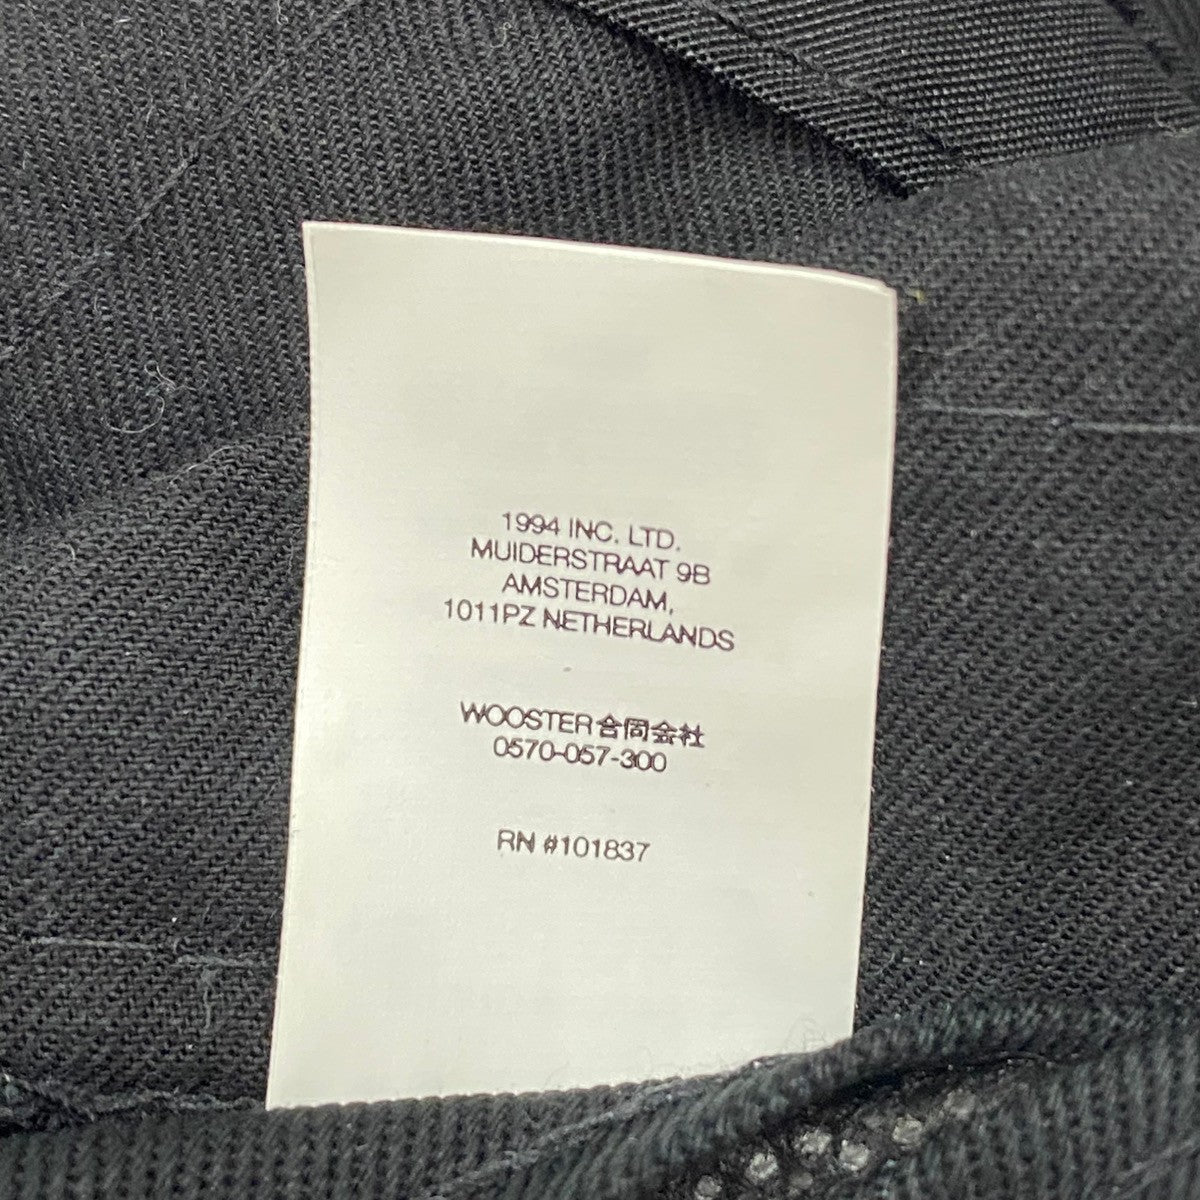 1994 INC. LTD.
MUIDERSTRAAT 9B
AMSTERDAM,
1011PZ NETHERLANDS
WOOSTER合同会社
0570-057-300
RN #101837